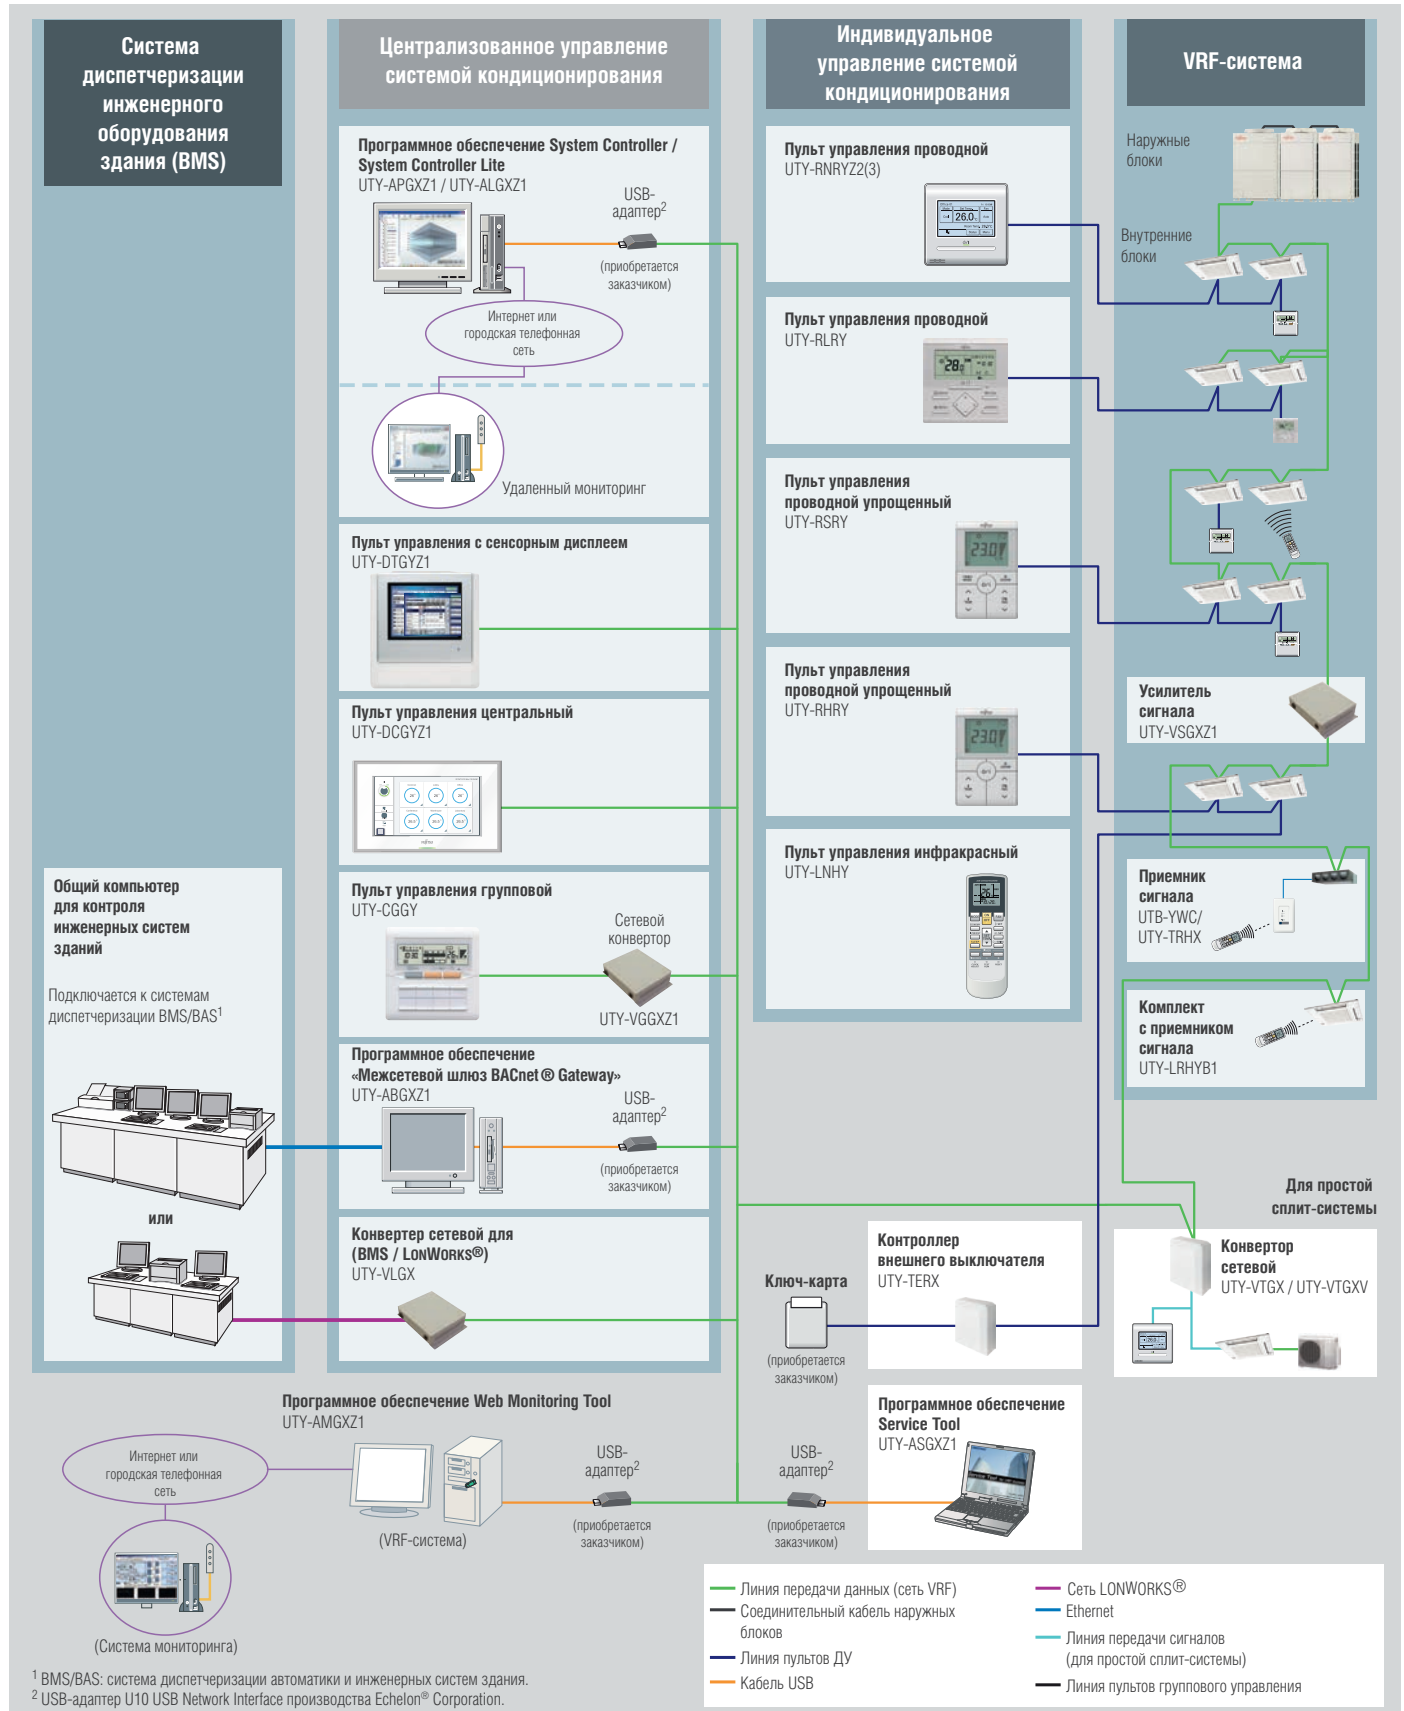 Система
диспетчеризации
инженерного
оборудования
здания (BMS)
Централизованное управление
системой кондиционирования
Индивидуальное
управление системой
кондиционирования
VRF-система
Программное обеспечение System Controller /
System Controller Lite
UTY-APGXZ1 / UTY-ALGXZ1
USB-
адаптер2
(приобретается
заказчиком)
Интернет или
городская телефонная
сеть
Удаленный мониторинг
Пульт управления с сенсорным дисплеем
UTY-DTGYZ1
Пульт управления центральный
UTY-DCGYZ1
Пульт управления групповой
UTY-CGGY
Сетевой
конвертор
UTY-VGGXZ1
Программное обеспечение
«Межсетевой шлюз BACnet® Gateway»
UTY-ABGXZ1
USB-
адаптер2
(приобретается
заказчиком)
Конвертер сетевой для
(BMS / LONWORKS®)
UTY-VLGX
Общий компьютер
для контроля
инженерных систем
зданий
Подключается к системам
диспетчеризации BMS/BAS1
или
Пульт управления проводной
UTY-RNRYZ2(3)
26.0
Пульт управления проводной
UTY-RLRY
28
Пульт управления
проводной упрощенный
UTY-RSRY
23.0
Пульт управления
проводной упрощенный
UTY-RHRY
23.0
Пульт управления инфракрасный
UTY-LNHY
Наружные
блоки
Внутренние
блоки
Усилитель
сигнала
UTY-VSGXZ1
Приемник
сигнала
UTB-YWC/
UTY-TRHX
Комплект
с приемником
сигнала
UTY-LRHYB1
Для простой
сплит-системы
Конвертор
сетевой
UTY-VTGX / UTY-VTGXV
Контроллер
внешнего выключателя
UTY-TERX
Ключ-карта
(приобретается
заказчиком)
Программное обеспечение Web Monitoring Tool
UTY-AMGXZ1
Интернет или
городская телефонная
сеть
(VRF-система)
USB-
адаптер2
(приобретается
заказчиком)
USB-
адаптер2
(приобретается
заказчиком)
Программное обеспечение
Service Tool
UTY-ASGXZ1
(Система мониторинга)
Линия передачи данных (сеть VRF)
Соединительный кабель наружных
блоков
Линия пультов ДУ
Кабель USB
Сеть LONWORKS®
Ethernet
Линия передачи сигналов
(для простой сплит-системы)
Линия пультов группового управления
1 BMS/BAS: система диспетчеризации автоматики и инженерных систем здания.
2 USB-адаптер U10 USB Network Interface производства Echelon® Corporation.